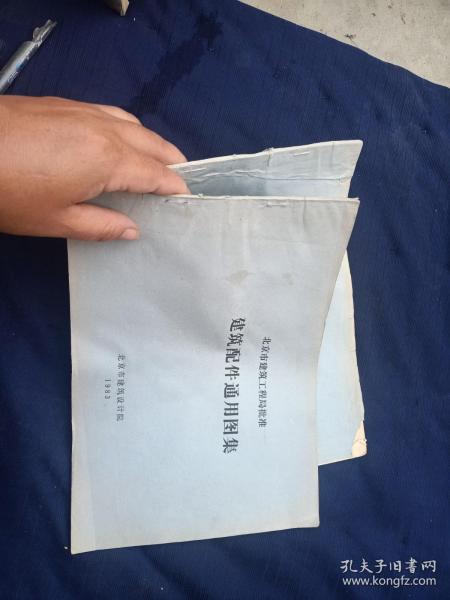 北京市建筑工程局批准
建筑配件通用图集
北京市建筑设计院
1983.
孔夫子旧书网
www.kongfz.com